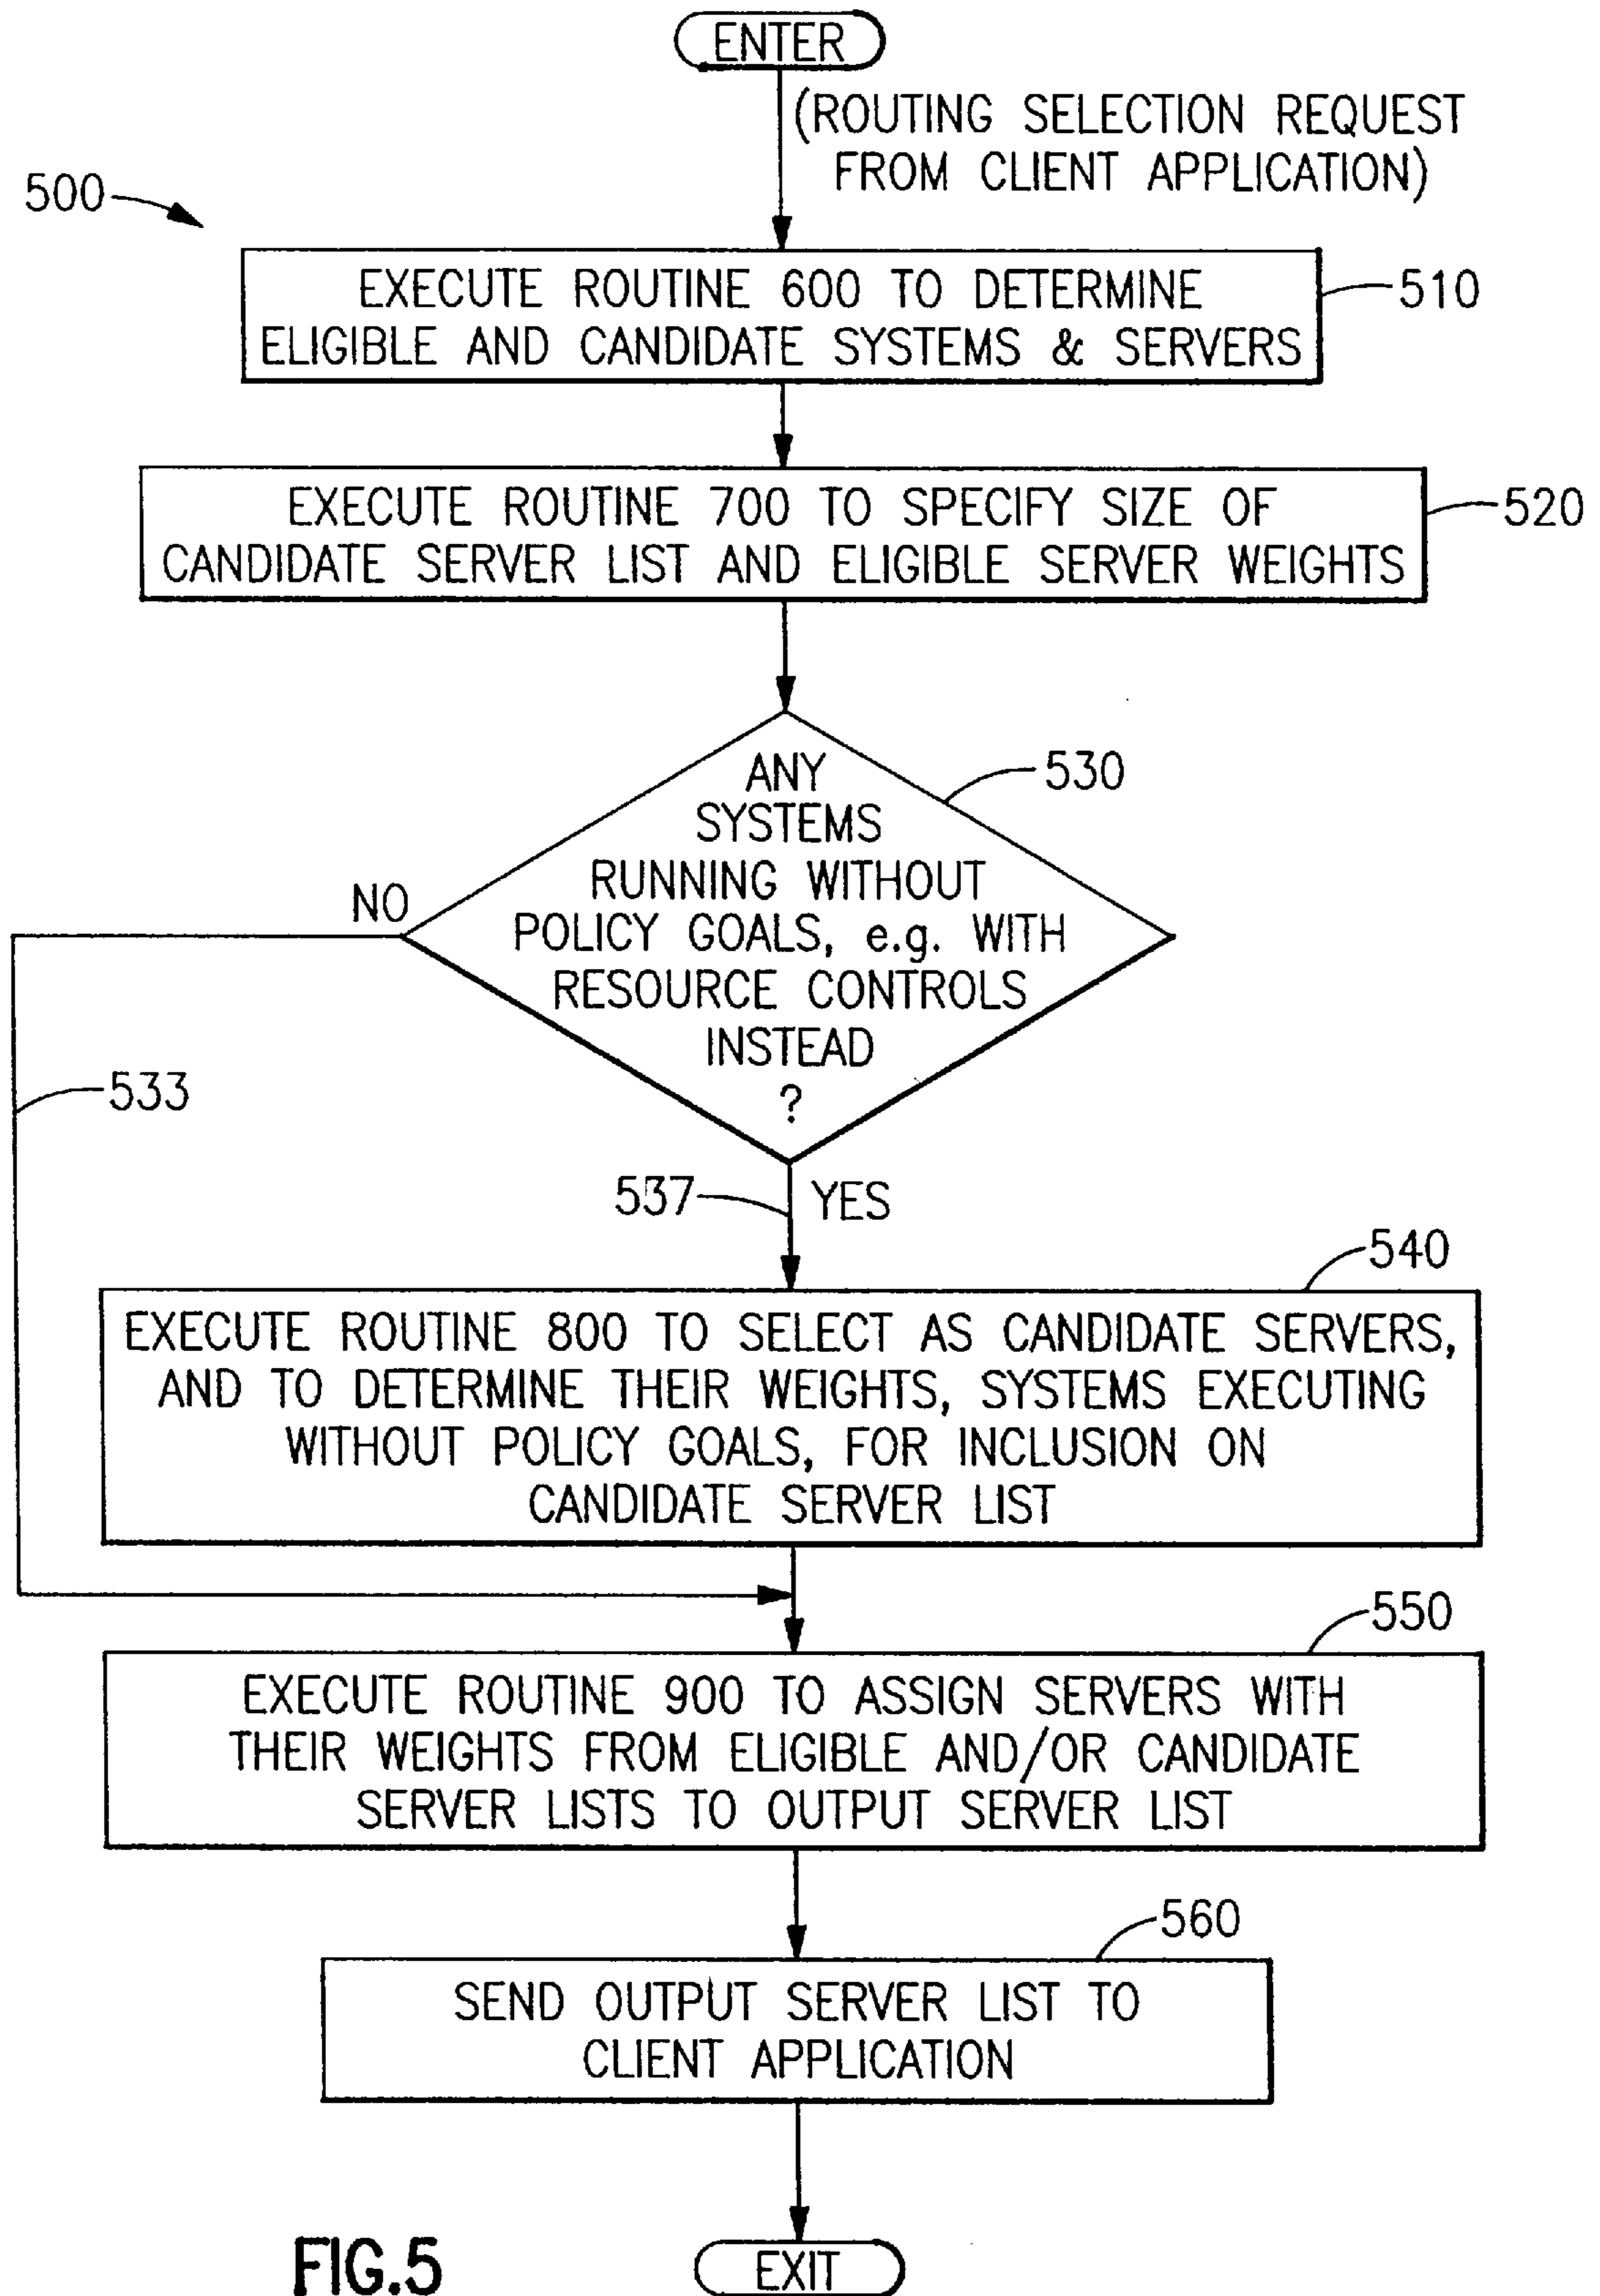 ENTER
(ROUTING SELECTION REQUEST
FROM CLIENT APPLICATION)
500
EXECUTE ROUTINE 600 TO DETERMINE
ELIGIBLE AND CANDIDATE SYSTEMS & SERVERS
510
EXECUTE ROUTINE 700 TO SPECIFY SIZE OF
CANDIDATE SERVER LIST AND ELIGIBLE SERVER WEIGHTS
520
ANY
SYSTEMS
RUNNING WITHOUT
POLICY GOALS, e.g. WITH
RESOURCE CONTROLS
INSTEAD
?
530
NO
533
537
YES
540
EXECUTE ROUTINE 800 TO SELECT AS CANDIDATE SERVERS,
AND TO DETERMINE THEIR WEIGHTS, SYSTEMS EXECUTING
WITHOUT POLICY GOALS, FOR INCLUSION ON
CANDIDATE SERVER LIST
550
EXECUTE ROUTINE 900 TO ASSIGN SERVERS WITH
THEIR WEIGHTS FROM ELIGIBLE AND/OR CANDIDATE
SERVER LISTS TO OUTPUT SERVER LIST
560
SEND OUTPUT SERVER LIST TO
CLIENT APPLICATION
EXIT
FIG.5